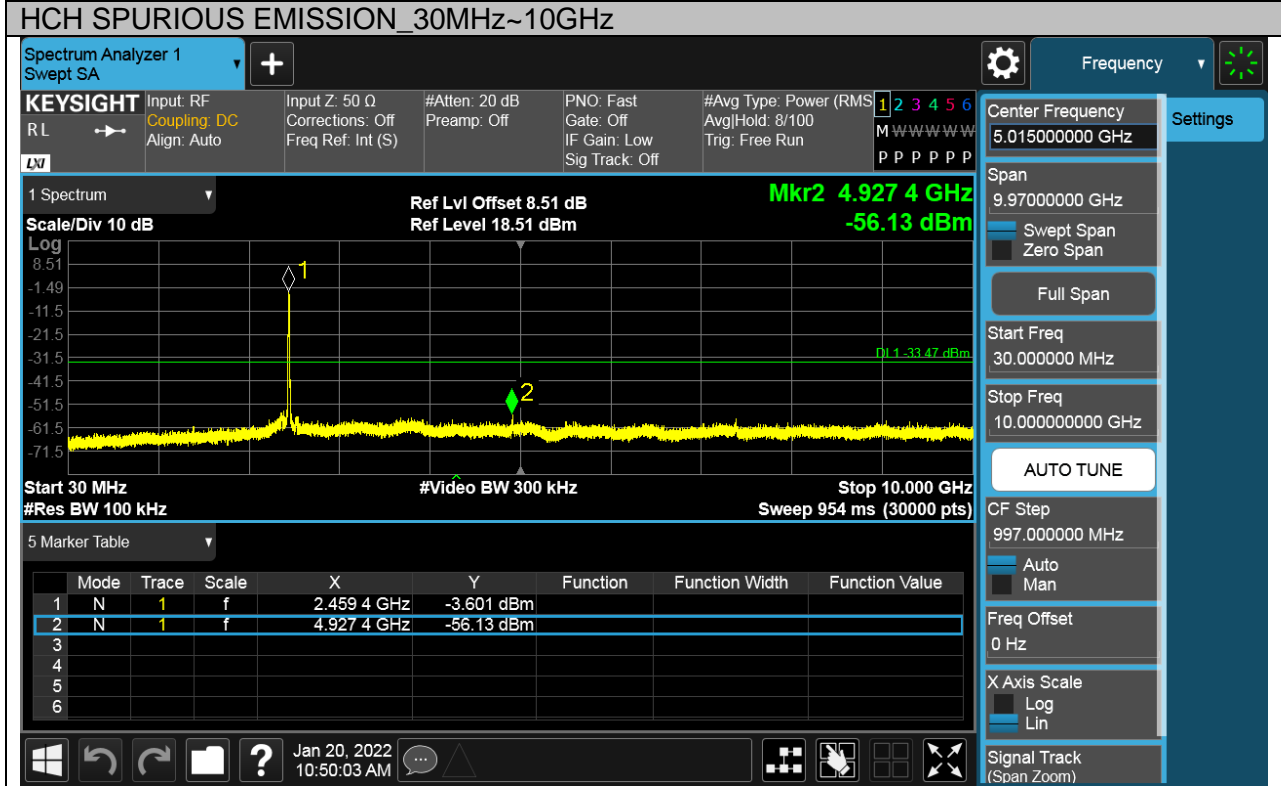 HCH SPURIOUS EMISSION_30MHz~10GHz
Spectrum Analyzer 1
Swept SA
+
Frequency
KEYSIGHT
RL
LXI
Input: RF
Coupling: DC
Align: Auto
Input Z: 50 Ω
Corrections: Off
Freq Ref: Int (S)
#Atten: 20 dB
Preamp: Off
PNO: Fast
Gate: Off
IF Gain: Low
Sig Track: Off
#Avg Type: Power (RMS
Avg|Hold: 8/100
Trig: Free Run
1 2 3 4 5 6
M W W W W W
P P P P P P
Center Frequency
5.015000000 GHz
Settings
Span
9.97000000 GHz
Swept Span
Zero Span
Full Span
Start Freq
30.000000 MHz
Stop Freq
10.000000000 GHz
AUTO TUNE
CF Step
997.000000 MHz
Auto
Man
Freq Offset
0 Hz
X Axis Scale
Log
Lin
Signal Track
(Span Zoom)
1 Spectrum
Scale/Div 10 dB
Ref Lvl Offset 8.51 dB
Ref Level 18.51 dBm
Mkr2 4.927 4 GHz
-56.13 dBm
Log
8.51
-1.49
-11.5
-21.5
-31.5
-41.5
-51.5
-61.5
-71.5
1
2
DL1 -33.47 dBm
Start 30 MHz
#Video BW 300 kHz
Stop 10.000 GHz
#Res BW 100 kHz
Sweep 954 ms (30000 pts)
5 Marker Table
Mode Trace Scale X Y Function Function Width Function Value
1 N 1 f 2.459 4 GHz -3.601 dBm
2 N 1 f 4.927 4 GHz -56.13 dBm
3
4
5
6
?
Jan 20, 2022
10:50:03 AM